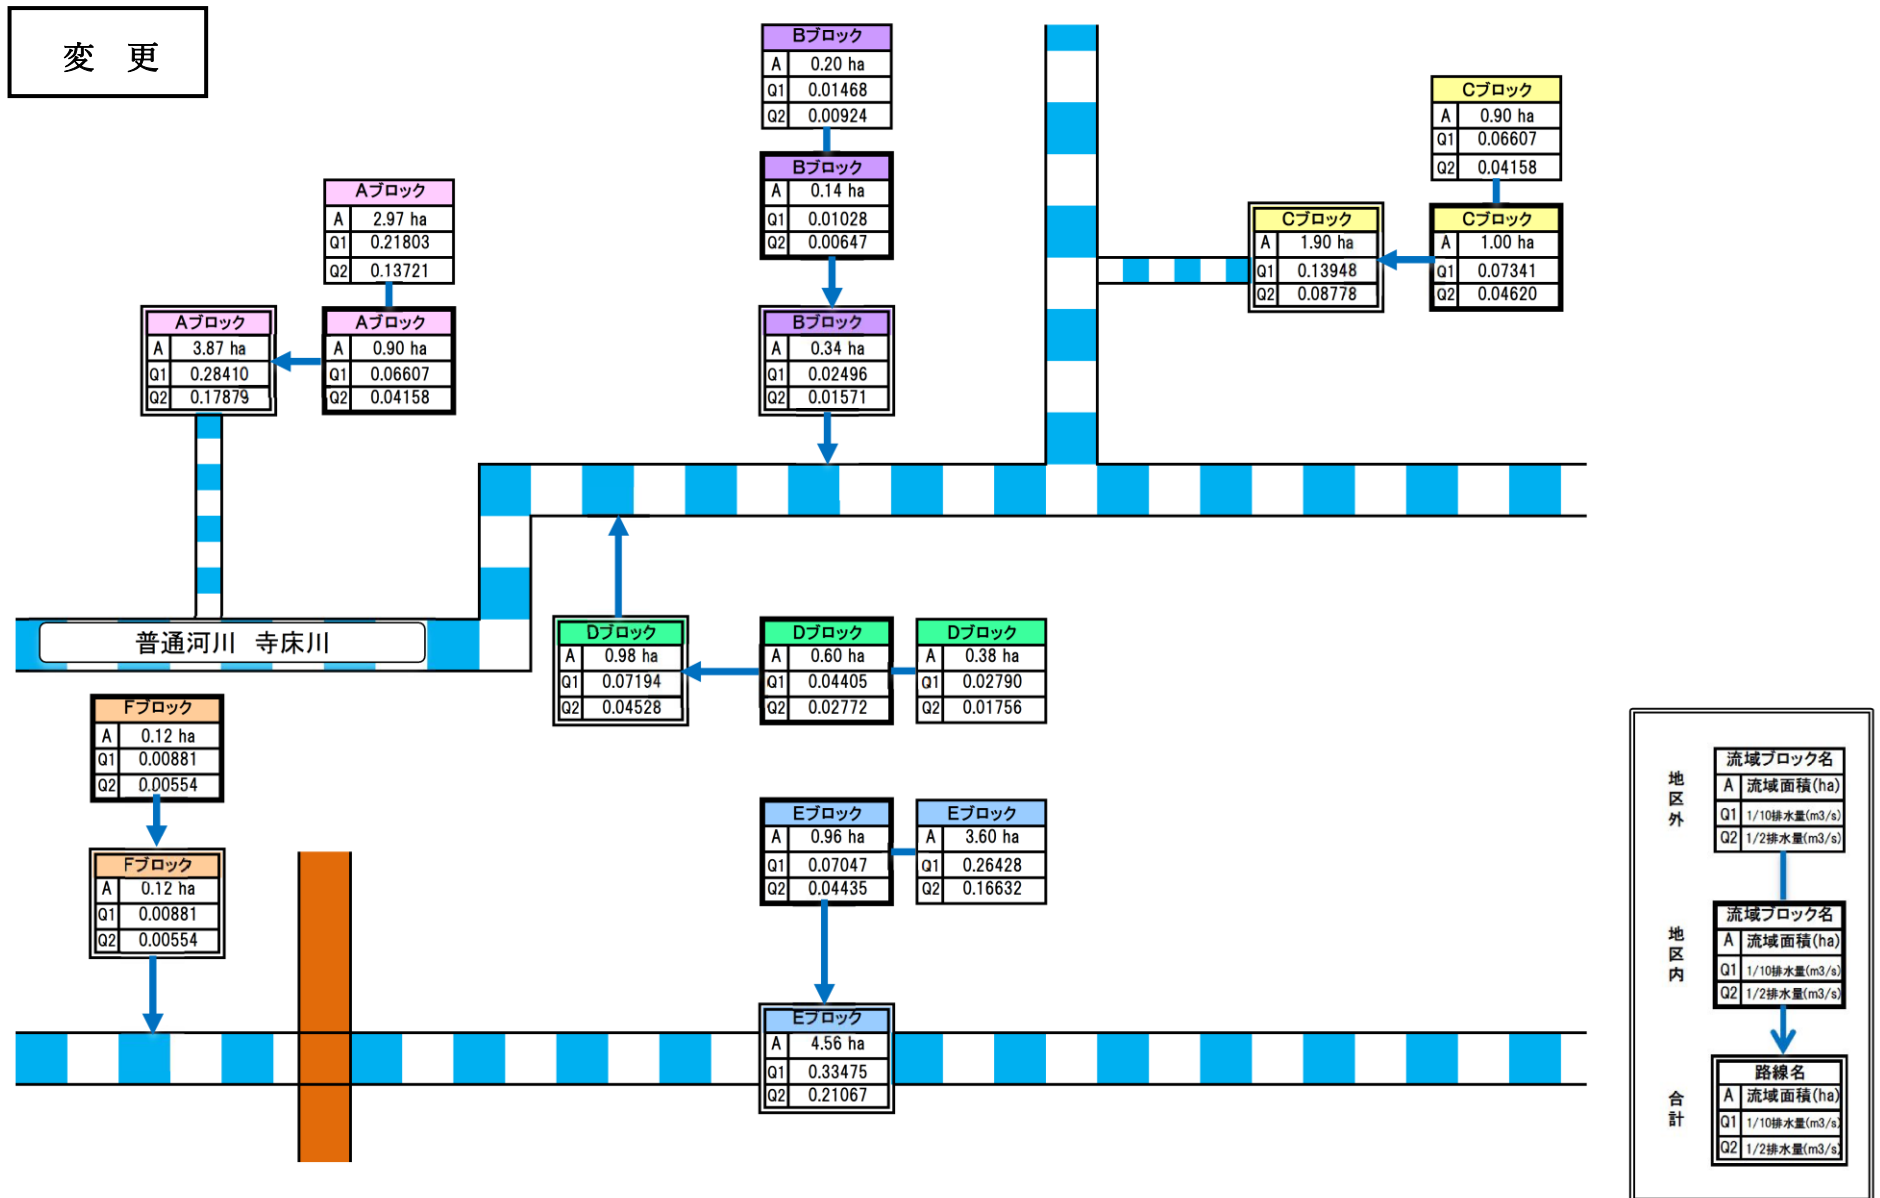 変 更
Bブロック
A 0.20 ha
Q1 0.01468
Q2 0.00924
Bブロック
A 0.14 ha
Q1 0.01028
Q2 0.00647
Bブロック
A 0.34 ha
Q1 0.02496
Q2 0.01571
Cブロック
A 0.90 ha
Q1 0.06607
Q2 0.04158
Cブロック
A 1.00 ha
Q1 0.07341
Q2 0.04620
Cブロック
A 1.90 ha
Q1 0.13948
Q2 0.08778
Aブロック
A 2.97 ha
Q1 0.21803
Q2 0.13721
Aブロック
A 0.90 ha
Q1 0.06607
Q2 0.04158
Aブロック
A 3.87 ha
Q1 0.28410
Q2 0.17879
普通河川 寺床川
Dブロック
A 0.98 ha
Q1 0.07194
Q2 0.04528
Dブロック
A 0.60 ha
Q1 0.04405
Q2 0.02772
Dブロック
A 0.38 ha
Q1 0.02790
Q2 0.01756
Fブロック
A 0.12 ha
Q1 0.00881
Q2 0.00554
Fブロック
A 0.12 ha
Q1 0.00881
Q2 0.00554
Eブロック
A 0.96 ha
Q1 0.07047
Q2 0.04435
Eブロック
A 3.60 ha
Q1 0.26428
Q2 0.16632
Eブロック
A 4.56 ha
Q1 0.33475
Q2 0.21067
地区外
流域ブロック名
A 流域面積(ha)
Q1 1/10排水量(m3/s)
Q2 1/2排水量(m3/s)
地区内
流域ブロック名
A 流域面積(ha)
Q1 1/10排水量(m3/s)
Q2 1/2排水量(m3/s)
合計
路線名
A 流域面積(ha)
Q1 1/10排水量(m3/s)
Q2 1/2排水量(m3/s)